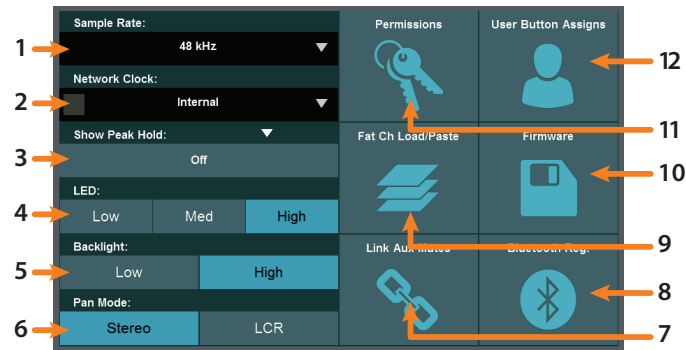 Sample Rate:
48 kHz
Network Clock:
Internal
Show Peak Hold:
Off
LED:
Low Med High
Backlight:
Low High
Pan Mode:
Stereo LCR
Permissions
User Button Assigns
Fat Ch Load/Paste
Firmware
Link Aux Mutes
Bluetooth Reg.
1
2
3
4
5
6
12
11
10
9
8
7